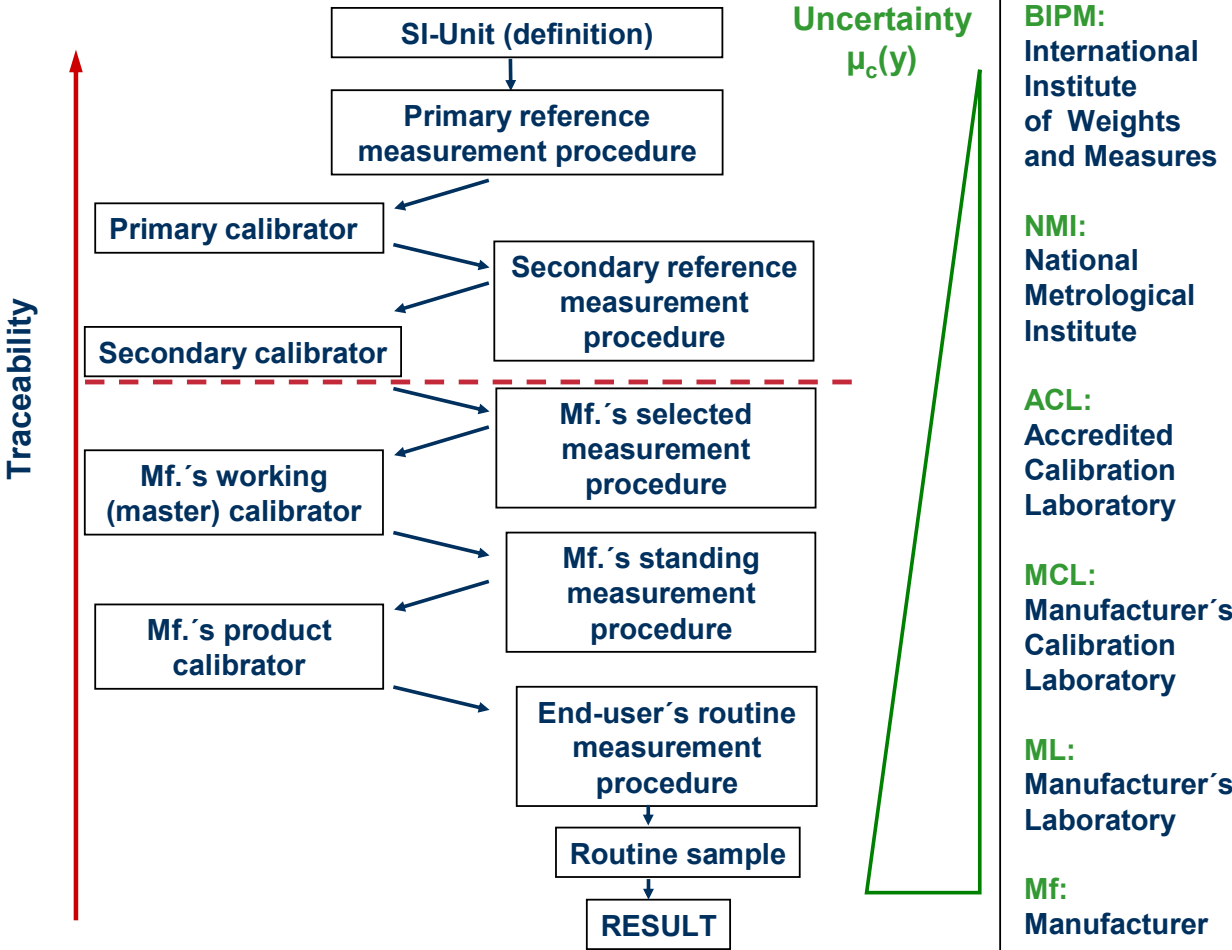 SI-Unit (definition)
Primary reference
measurement procedure
Primary calibrator
Secondary reference
measurement
procedure
Secondary calibrator
Mf.´s selected
measurement
procedure
Mf.´s working
(master) calibrator
Mf.´s standing
measurement
procedure
Mf.´s product
calibrator
End-user´s routine
measurement
procedure
Routine sample
RESULT
Traceability
Uncertainty
µc(y)
BIPM:
International
Institute
of Weights
and Measures
NMI:
National
Metrological
Institute
ACL:
Accredited
Calibration
Laboratory
MCL:
Manufacturer´s
Calibration
Laboratory
ML:
Manufacturer´s
Laboratory
Mf:
Manufacturer